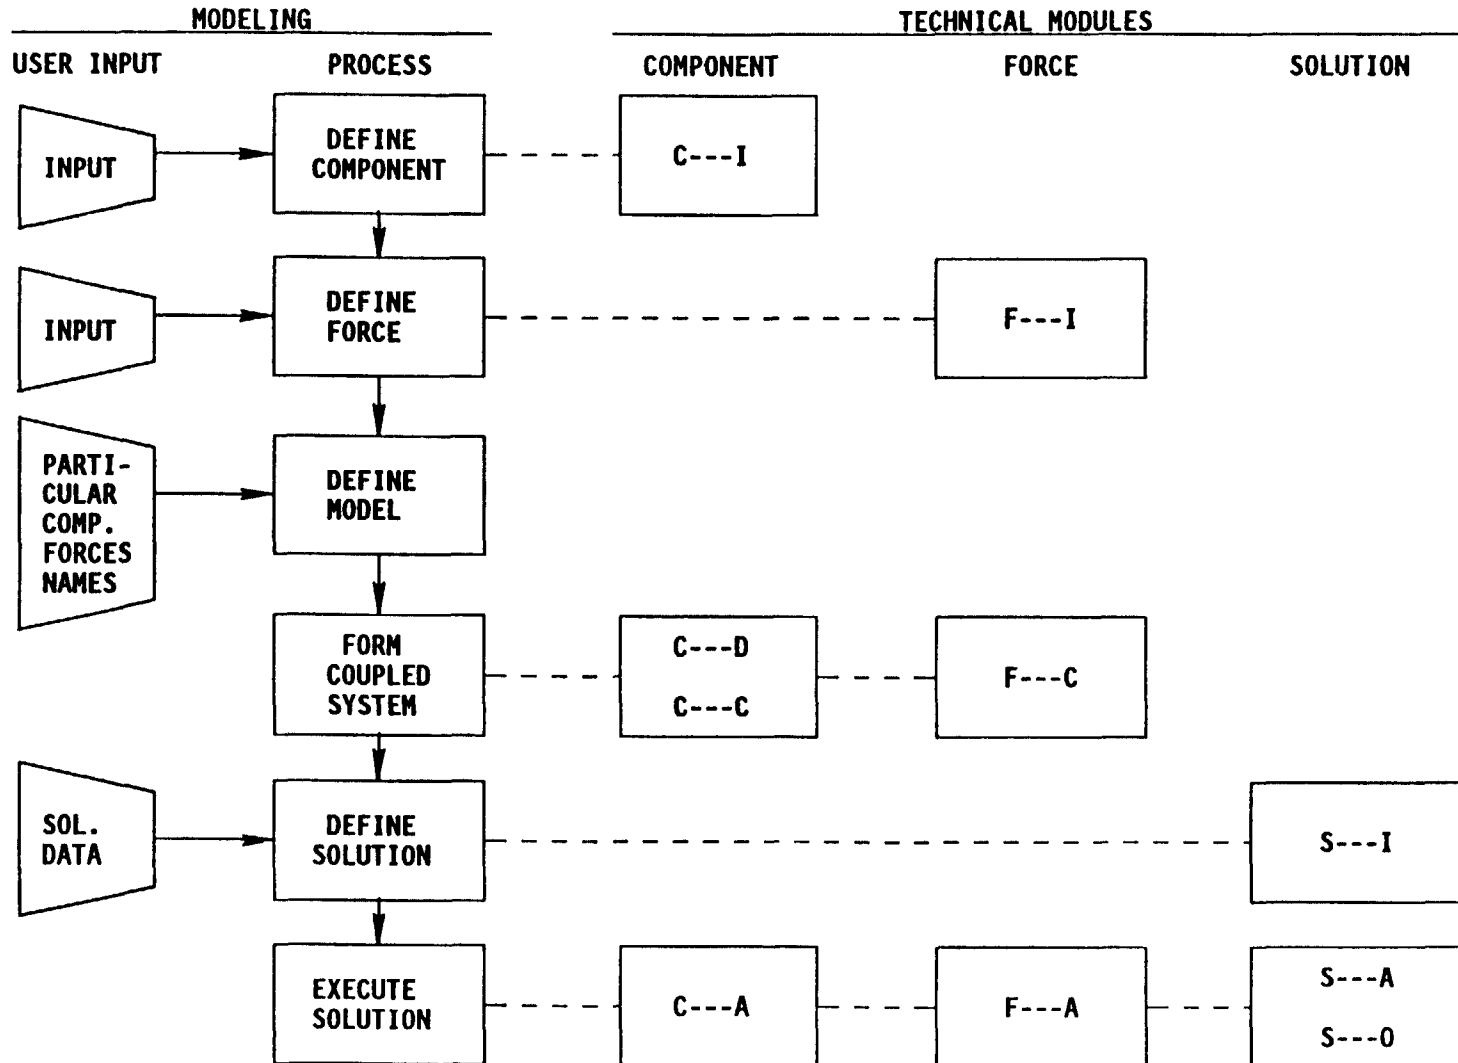 MODELING
TECHNICAL MODULES
USER INPUT
PROCESS
COMPONENT
FORCE
SOLUTION
INPUT
DEFINE
COMPONENT
C---I
INPUT
DEFINE
FORCE
F---I
PARTI-
CULAR
COMP.
FORCES
NAMES
DEFINE
MODEL
FORM
COUPLED
SYSTEM
C---D
C---C
F---C
SOL.
DATA
DEFINE
SOLUTION
S---I
EXECUTE
SOLUTION
C---A
F---A
S---A
S---O